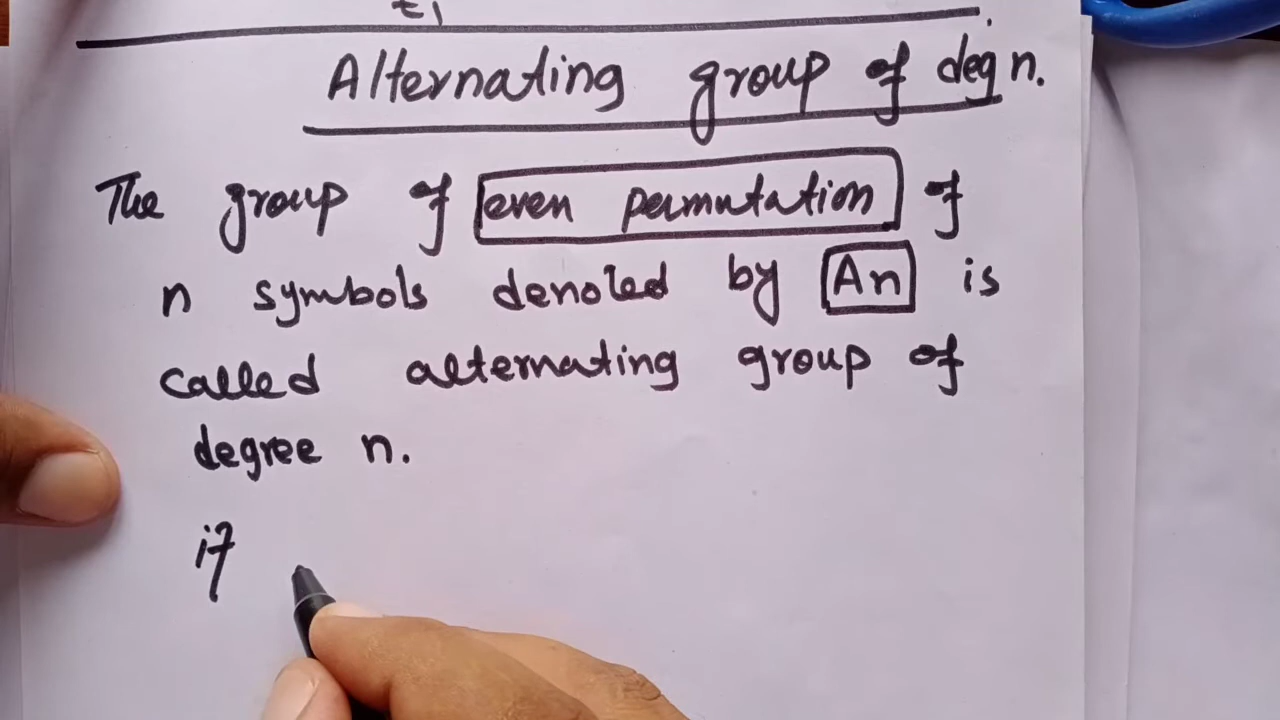 Alternating group of deg n.
The group of even permutation of
n symbols denoted by An is
called alternating group of
degree n.
if